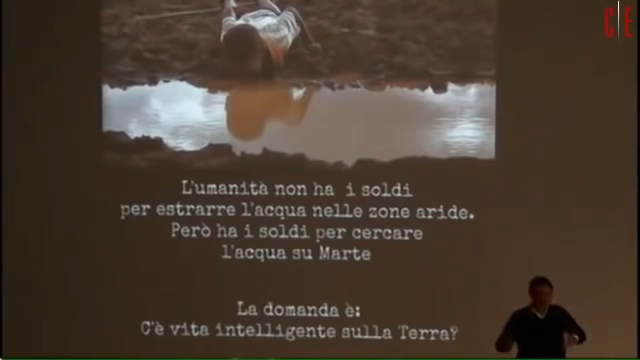 C E
L'umanità non ha i soldi
per estrarre l'acqua nelle zone aride.
Però ha i soldi per cercare
l'acqua su Marte
La domanda è:
C'è vita intelligente sulla Terra?